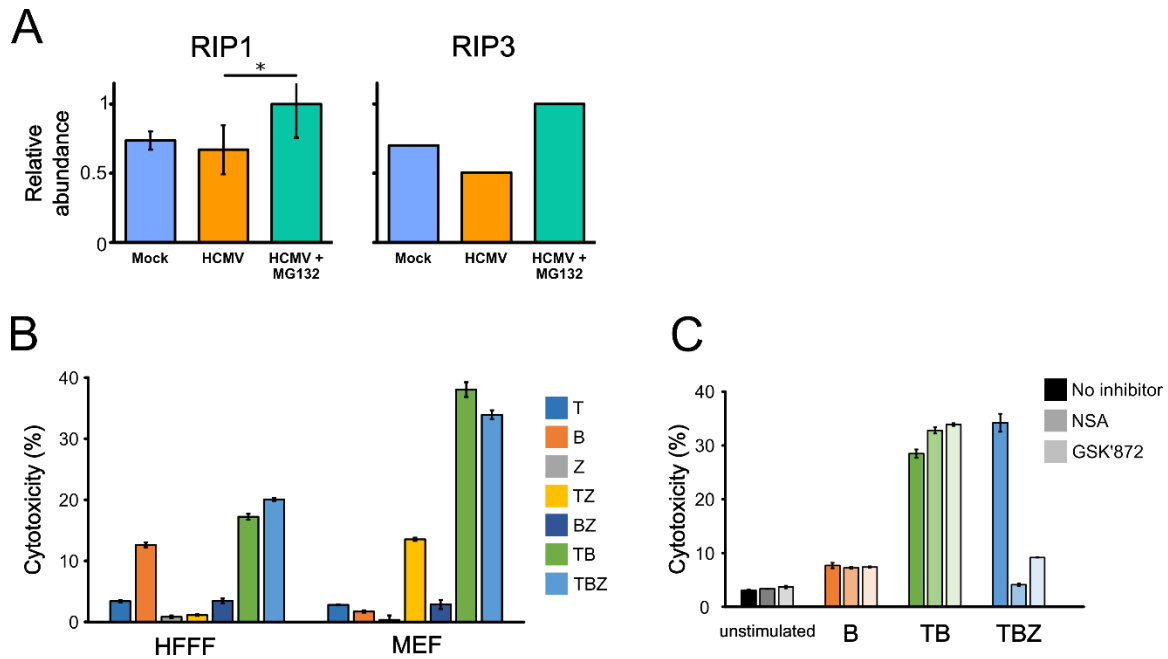 A
RIP1
RIP3
*
Relative
abundance
1
0.5
0
Mock
HCMV
HCMV +
MG132
Mock
HCMV
HCMV +
MG132
B
Cytotoxicity (%)
40
30
20
10
0
HFFF
MEF
T
B
Z
TZ
BZ
TB
TBZ
C
Cytotoxicity (%)
40
30
20
10
0
unstimulated
B
TB
TBZ
No inhibitor
NSA
GSK'872